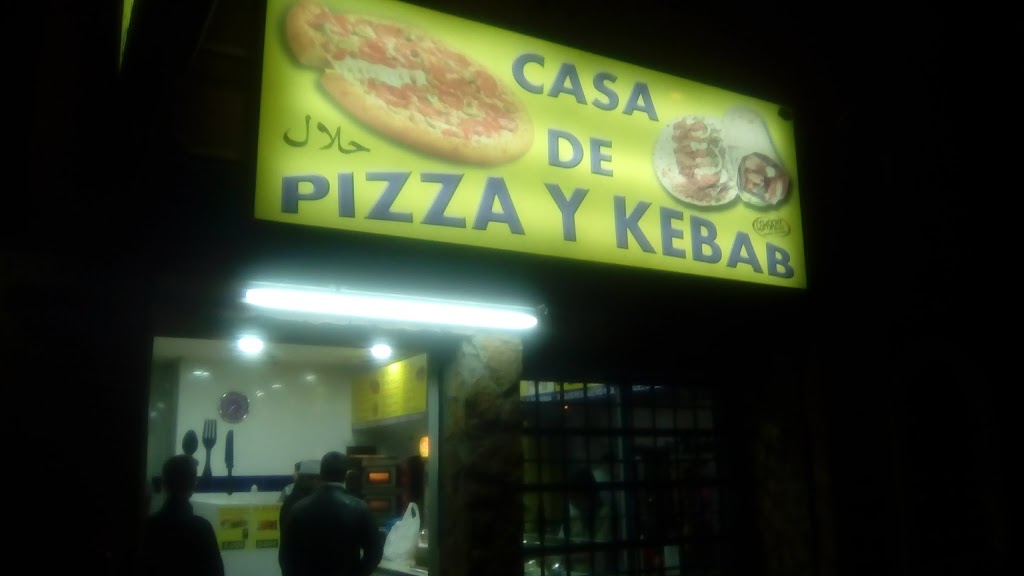 CASA
DE
حلال
PIZZA Y KEBAB